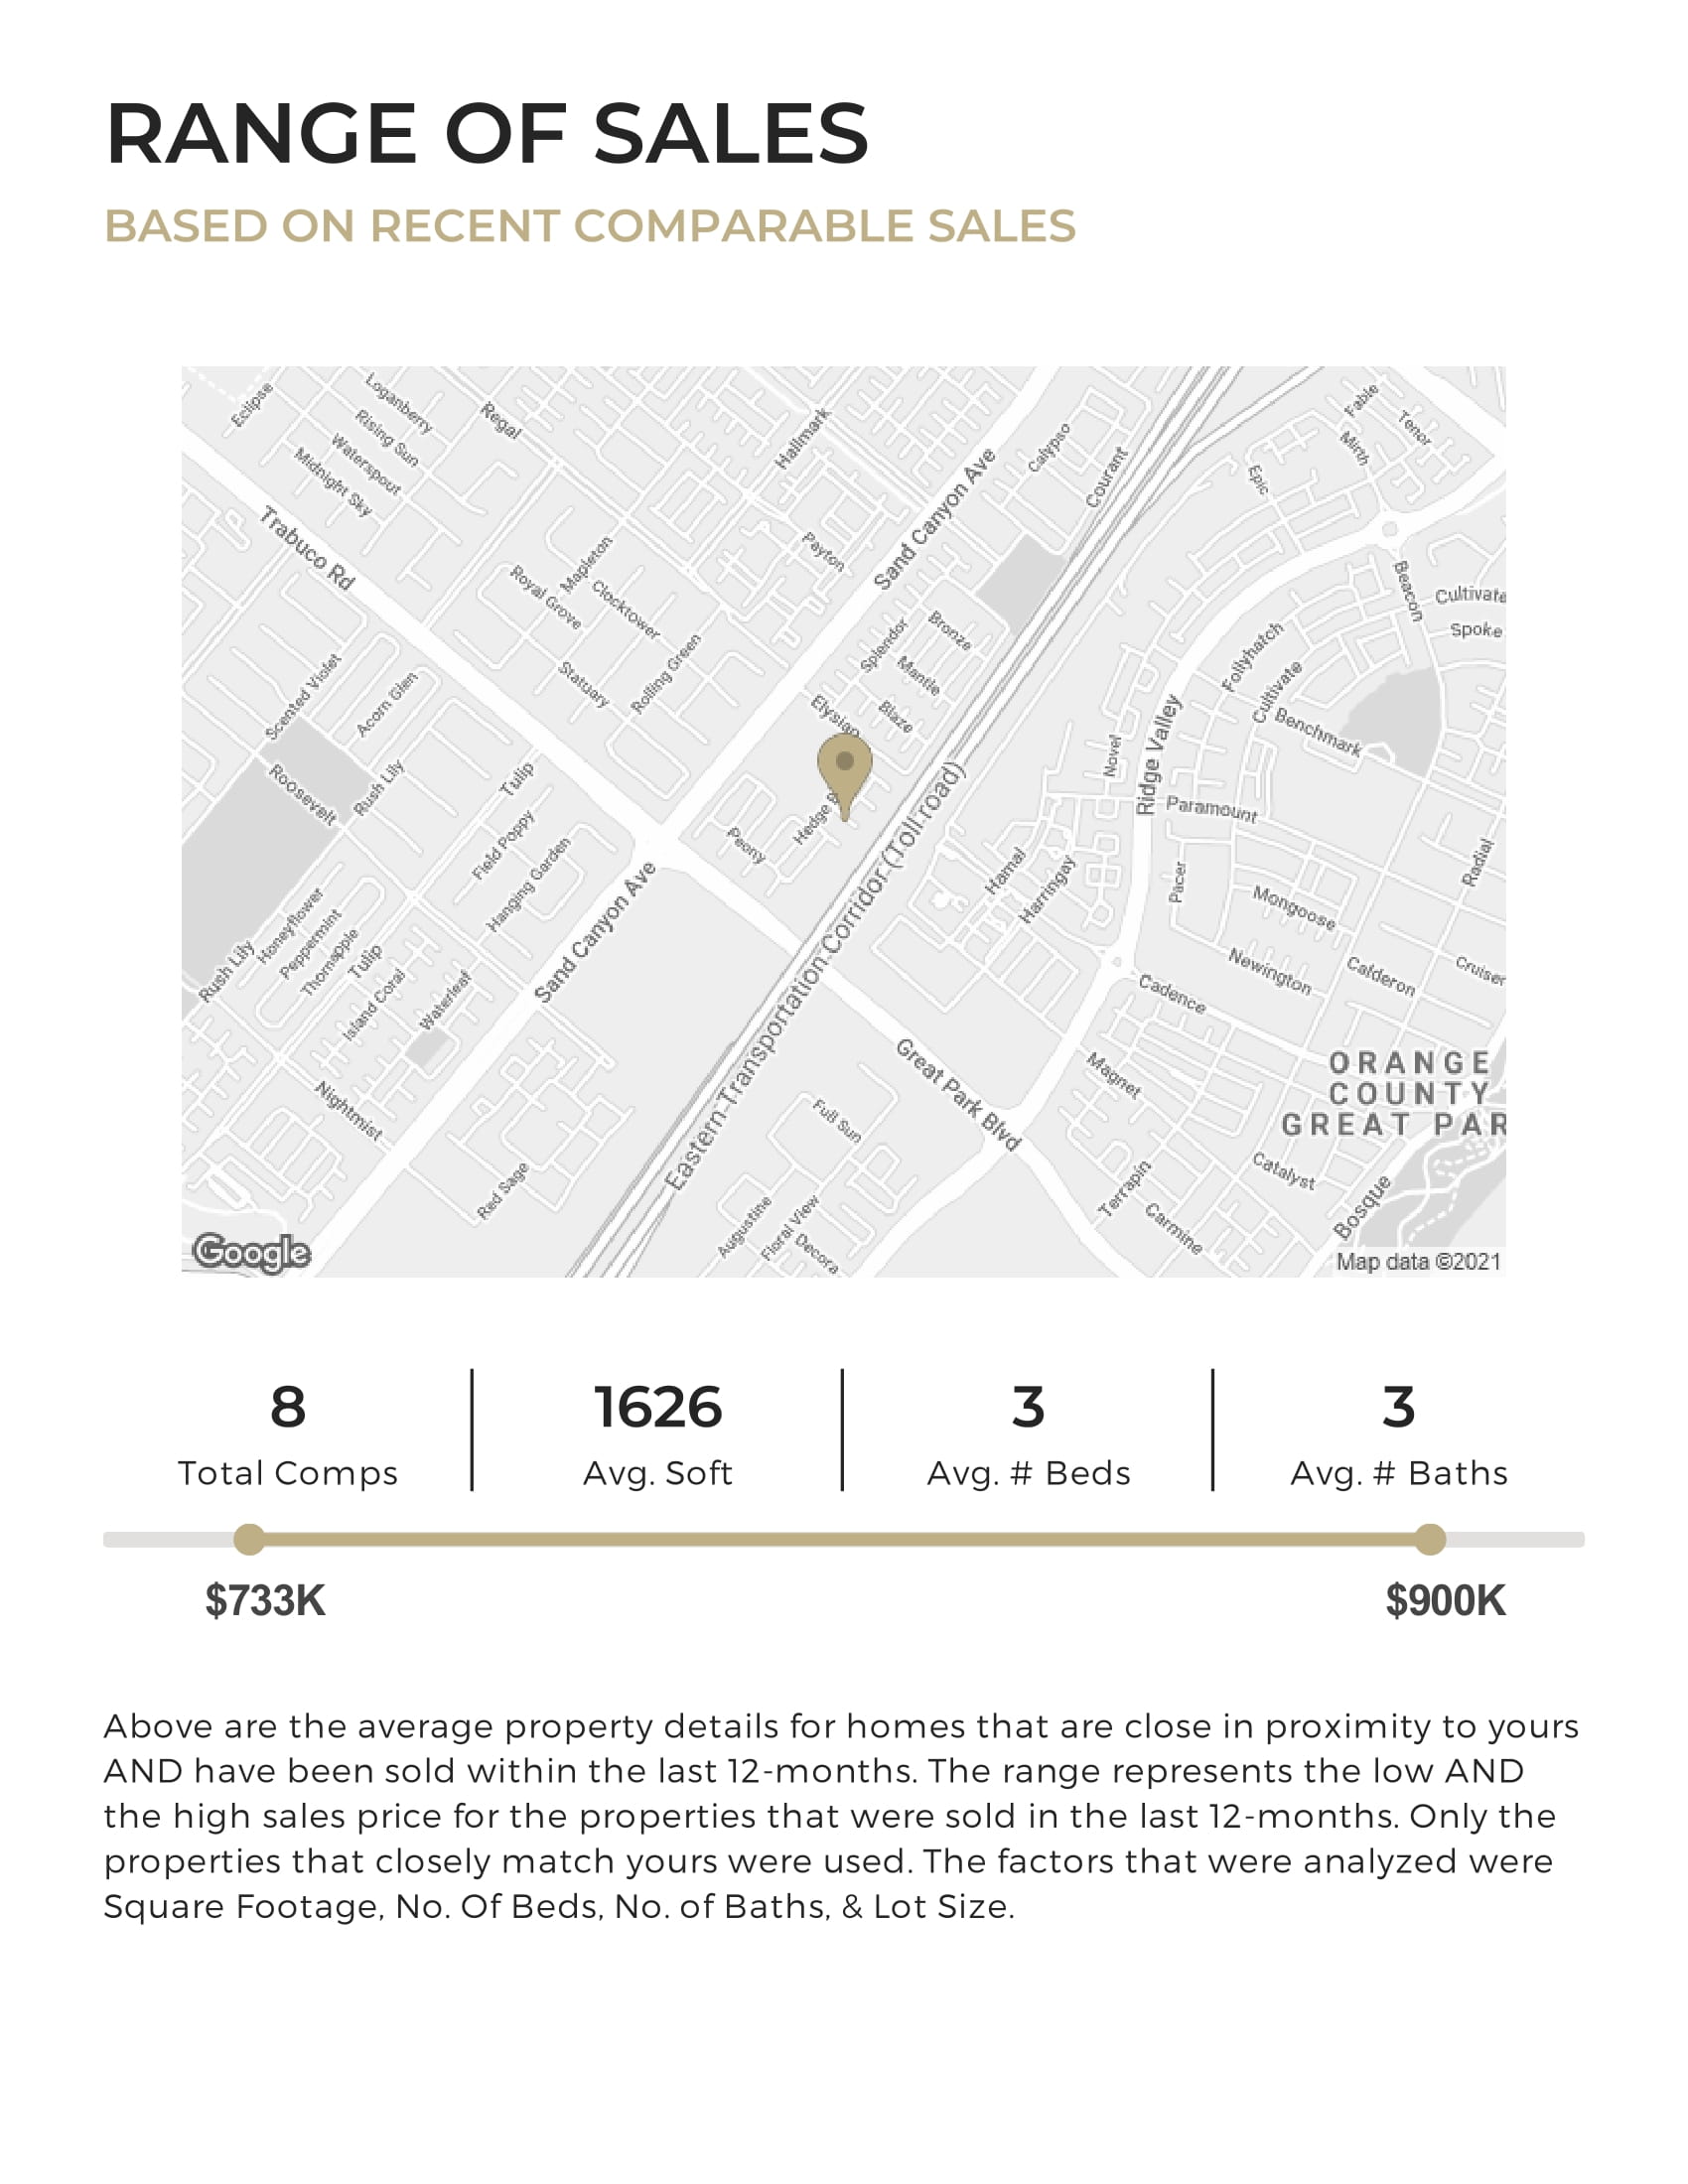 RANGE OF SALES
BASED ON RECENT COMPARABLE SALES
Eclipse
Loganberry
Rising Sun
Waterspout
Midnight Sky
Regal
Hallmark
Calypso
Courant
Fable
Tenor
Mirth
Epic
Trabuco Rd
Mapleton
Royal Grove
Clocktower
Payton
Sand Canyon Ave
Beacon
Cultivate
Spoke
Statuary
Rolling Green
Splendor
Bronze
Mantle
Elysian
Blaze
Follyhatch
Cultivate
Benchmark
Scented Violet
Acorn Glen
Roosevelt
Rush Lily
Tulip
Novel
Ridge Valley
Paramount
Field Poppy
Hanging Garden
Peony
Hedge
Hamal
Harringay
Pacer
Mongoose
Radial
Rush Lily
Honeyflower
Peppermint
Thornapple
Tulip
Island Coral
Waterleaf
Sand Canyon Ave
Eastern Transportation Corridor (Toll road)
Newington
Calderon
Cruiser
Cadence
Nightmist
Red Sage
Great Park Blvd
Full Sun
Magnet
ORANGE
COUNTY
GREAT PAR
Augustine
Floral View
Decora
Terrapin
Carmine
Catalyst
Bosque
Google
Map data ©2021
8
Total Comps
1626
Avg. Soft
3
Avg. # Beds
3
Avg. # Baths
$733K
$900K
Above are the average property details for homes that are close in proximity to yours
AND have been sold within the last 12-months. The range represents the low AND
the high sales price for the properties that were sold in the last 12-months. Only the
properties that closely match yours were used. The factors that were analyzed were
Square Footage, No. Of Beds, No. of Baths, & Lot Size.